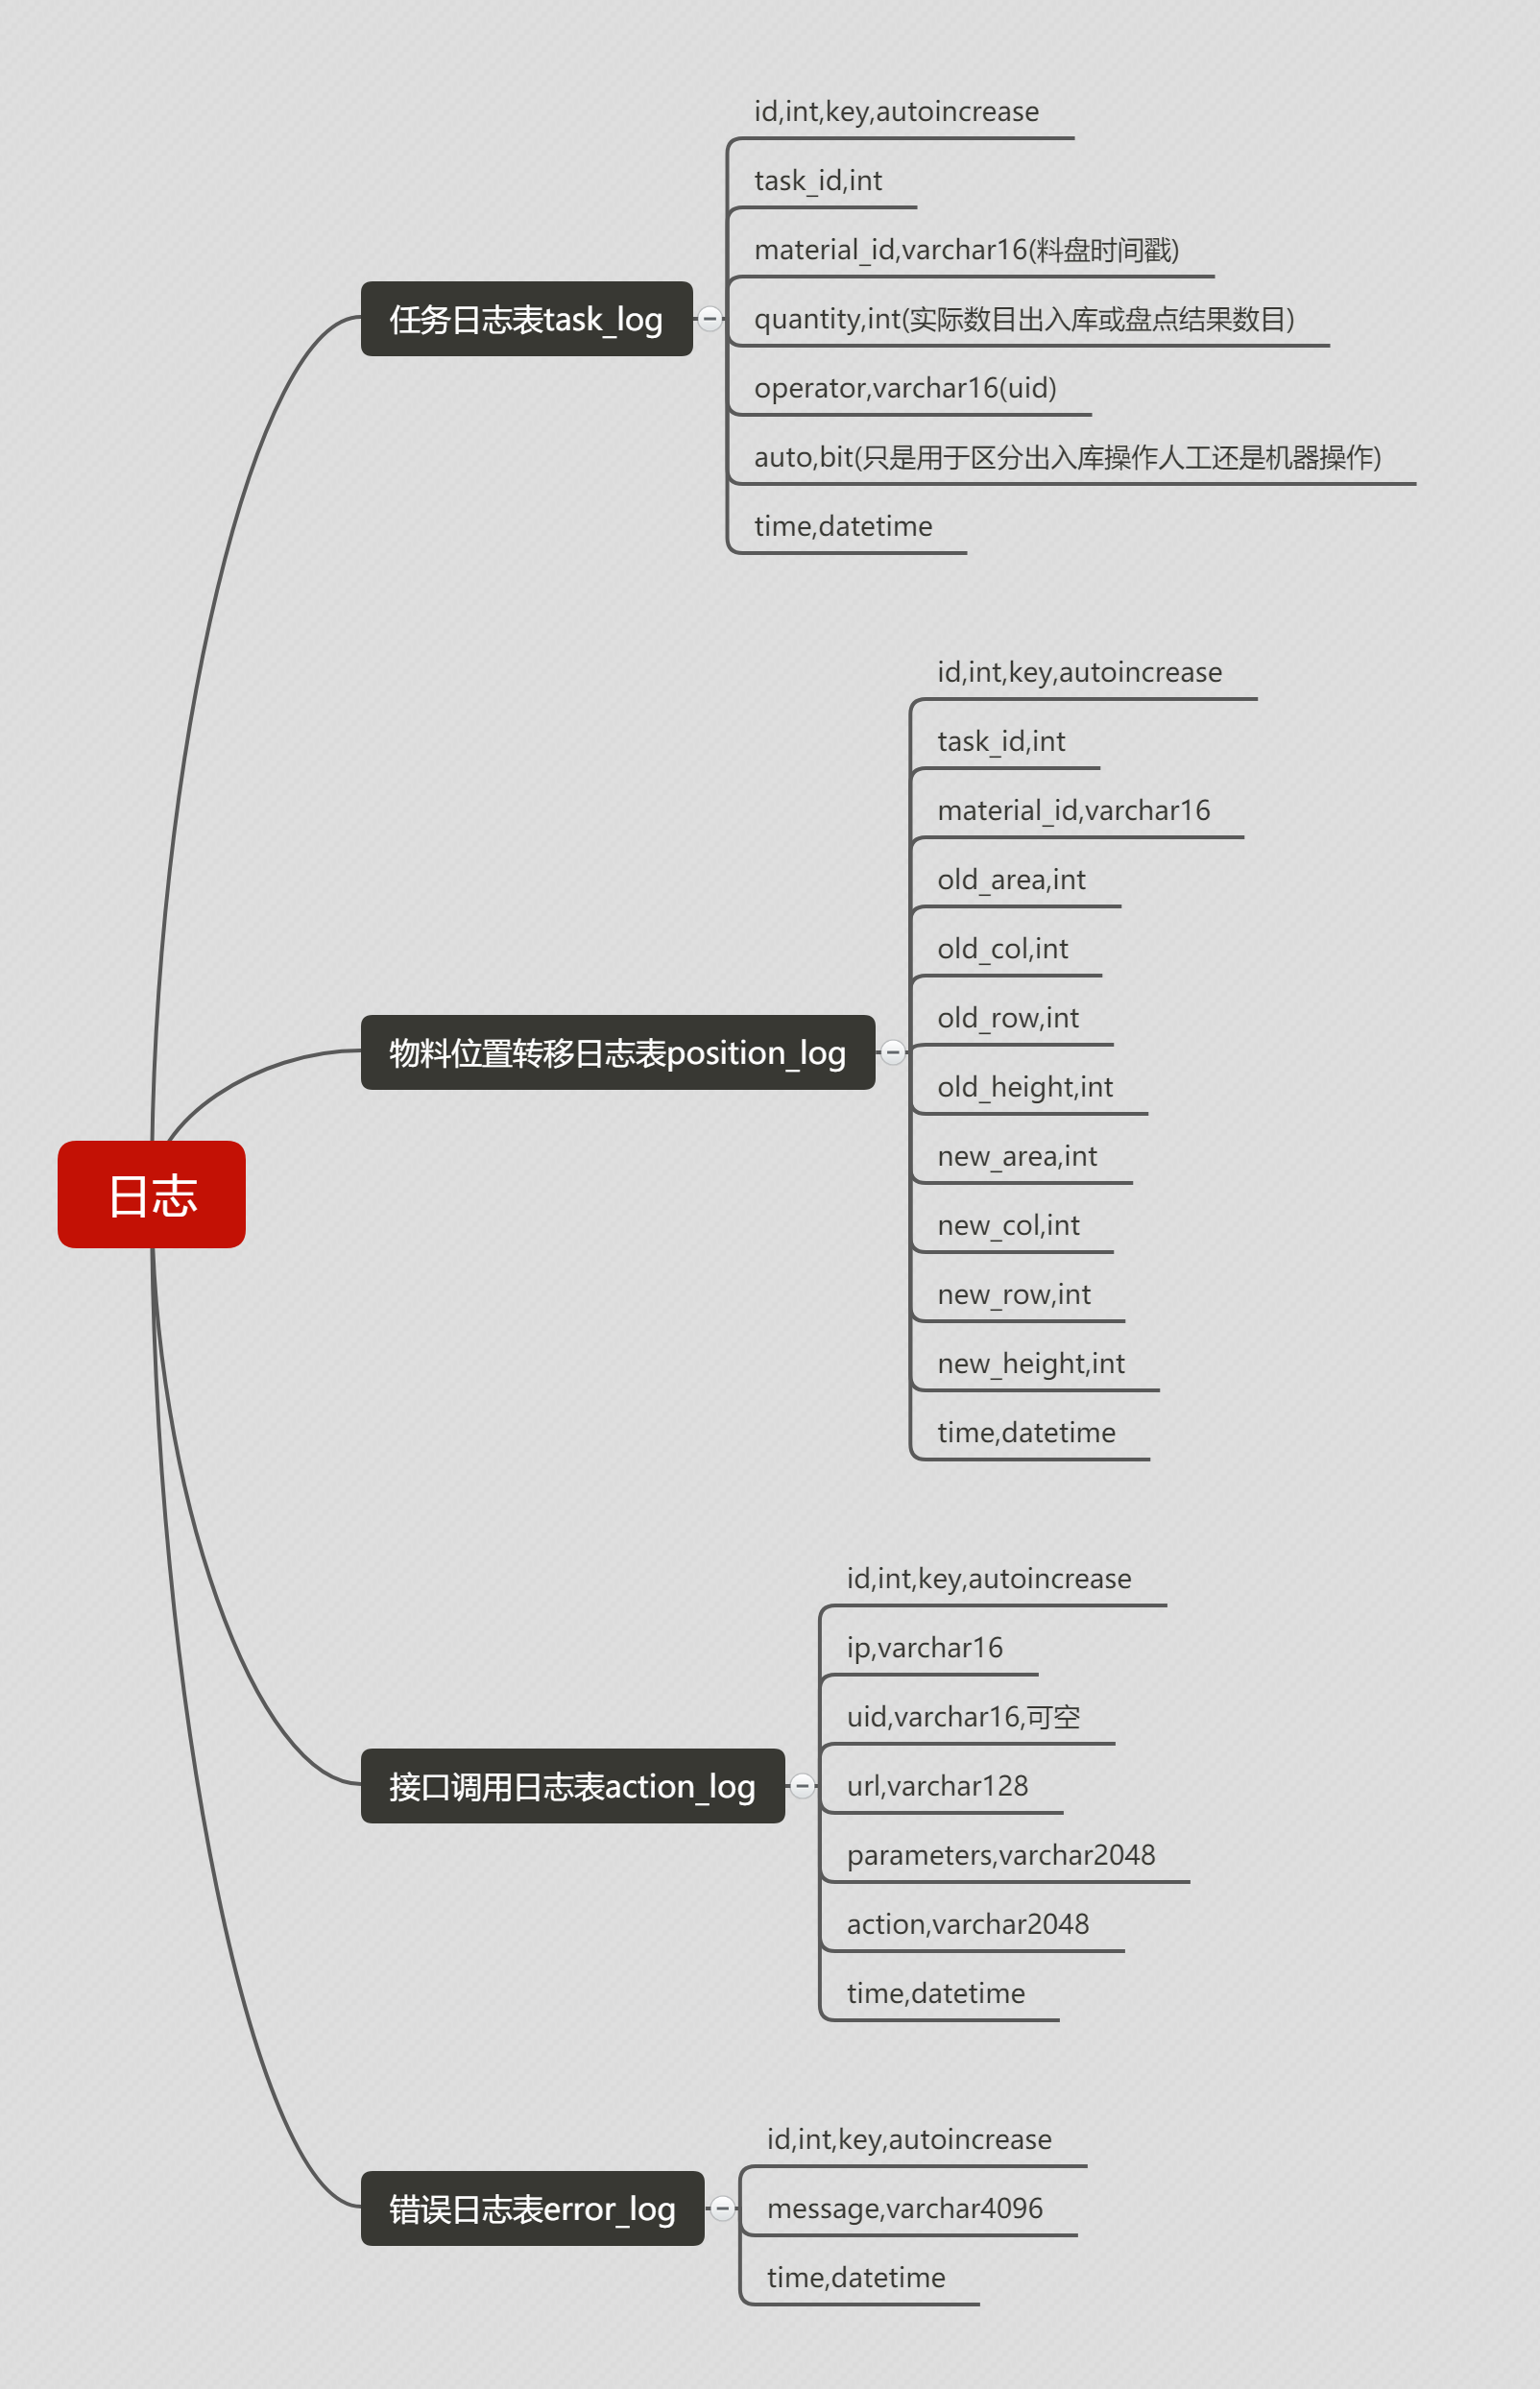 日志
任务日志表task_log
id,int,key,autoincrease
task_id,int
material_id,varchar16(料盘时间戳)
quantity,int(实际数目出入库或盘点结果数目)
operator,varchar16(uid)
auto,bit(只是用于区分出入库操作人工还是机器操作)
time,datetime
物料位置转移日志表position_log
id,int,key,autoincrease
task_id,int
material_id,varchar16
old_area,int
old_col,int
old_row,int
old_height,int
new_area,int
new_col,int
new_row,int
new_height,int
time,datetime
接口调用日志表action_log
id,int,key,autoincrease
ip,varchar16
uid,varchar16,可空
url,varchar128
parameters,varchar2048
action,varchar2048
time,datetime
错误日志表error_log
id,int,key,autoincrease
message,varchar4096
time,datetime